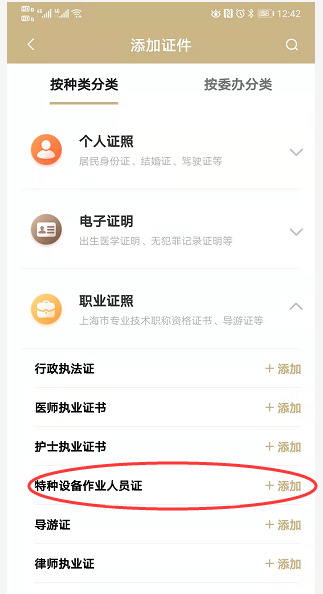 12:42
添加证件
按种类分类 按委办分类
个人证照
居民身份证、结婚证、驾驶证等
电子证明
出生医学证明、无犯罪记录证明等
职业证照
上海市专业技术职称资格证书、导游证等
行政执法证 + 添加
医师执业证书 + 添加
护士执业证书 + 添加
特种设备作业人员证 + 添加
导游证 + 添加
律师执业证 + 添加